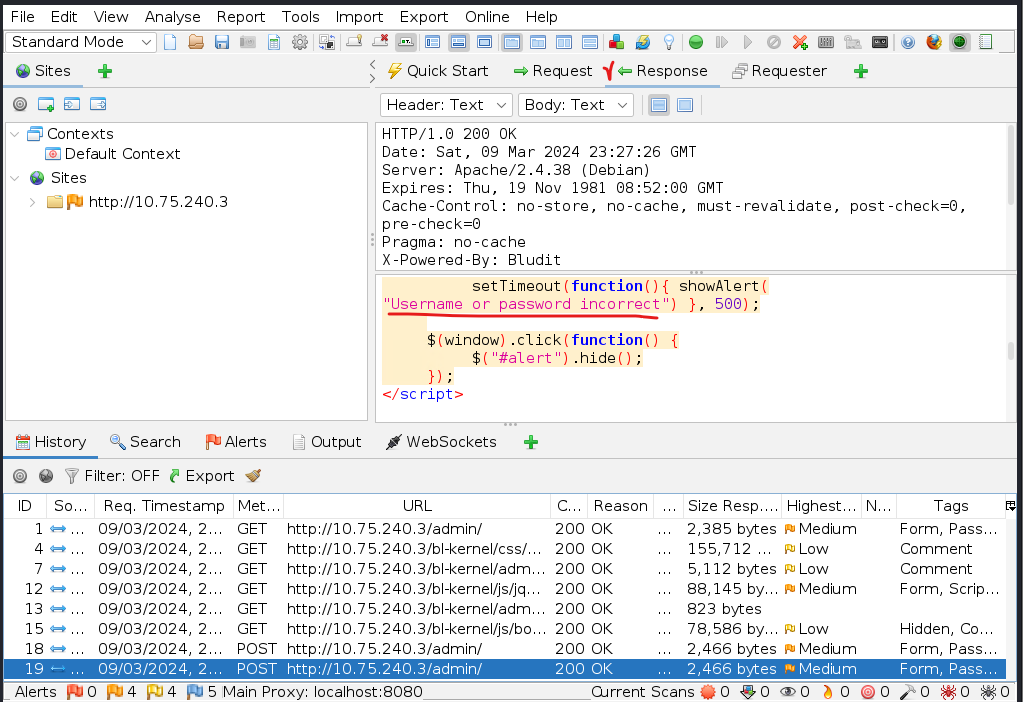 File Edit View Analyse Report Tools Import Export Online Help
Standard Mode
Sites
Quick Start Request Response Requester
Header: Text Body: Text
Contexts
Default Context
Sites
http://10.75.240.3
HTTP/1.0 200 OK
Date: Sat, 09 Mar 2024 23:27:26 GMT
Server: Apache/2.4.38 (Debian)
Expires: Thu, 19 Nov 1981 08:52:00 GMT
Cache-Control: no-store, no-cache, must-revalidate, post-check=0,
pre-check=0
Pragma: no-cache
X-Powered-By: Bludit
setTimeout(function(){ showAlert(
"Username or password incorrect") }, 500);
$(window).click(function() {
$("#alert").hide();
});
</script>
History Search Alerts Output WebSockets
Filter: OFF Export
ID So... Req. Timestamp Met... URL C... Reason ... Size Resp.... Highest... N... Tags
1 ... 09/03/2024, 2... GET http://10.75.240.3/admin/ 200 OK ... 2,385 bytes Medium Form, Pass...
4 ... 09/03/2024, 2... GET http://10.75.240.3/bl-kernel/css/... 200 OK ... 155,712 ... Low Comment
7 ... 09/03/2024, 2... GET http://10.75.240.3/bl-kernel/adm... 200 OK ... 5,112 bytes Low Comment
12 ... 09/03/2024, 2... GET http://10.75.240.3/bl-kernel/js/jq... 200 OK ... 88,145 by... Medium Form, Scrip...
13 ... 09/03/2024, 2... GET http://10.75.240.3/bl-kernel/adm... 200 OK ... 823 bytes
15 ... 09/03/2024, 2... GET http://10.75.240.3/bl-kernel/js/bo... 200 OK ... 78,586 by... Low Hidden, Co...
18 ... 09/03/2024, 2... POST http://10.75.240.3/admin/ 200 OK ... 2,466 bytes Medium Form, Pass...
19 ... 09/03/2024, 2... POST http://10.75.240.3/admin/ 200 OK ... 2,466 bytes Medium Form, Pass...
Alerts 0 4 4 5 Main Proxy: localhost:8080 Current Scans 0 0 0 0 0 0 0 0